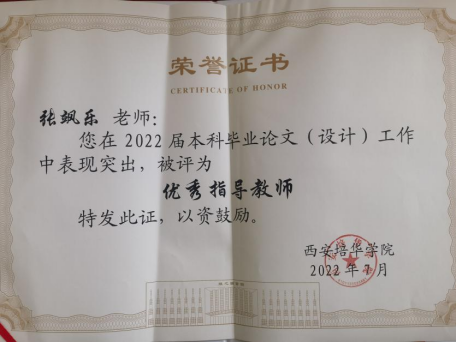 荣誉证书
CERTIFICATE OF HONOR
张飒乐 老师：
您在2022届本科毕业论文（设计）工作
中表现突出，被评为
优秀指导教师
特发此证，以资鼓励。
西安培华学院
2022年7月